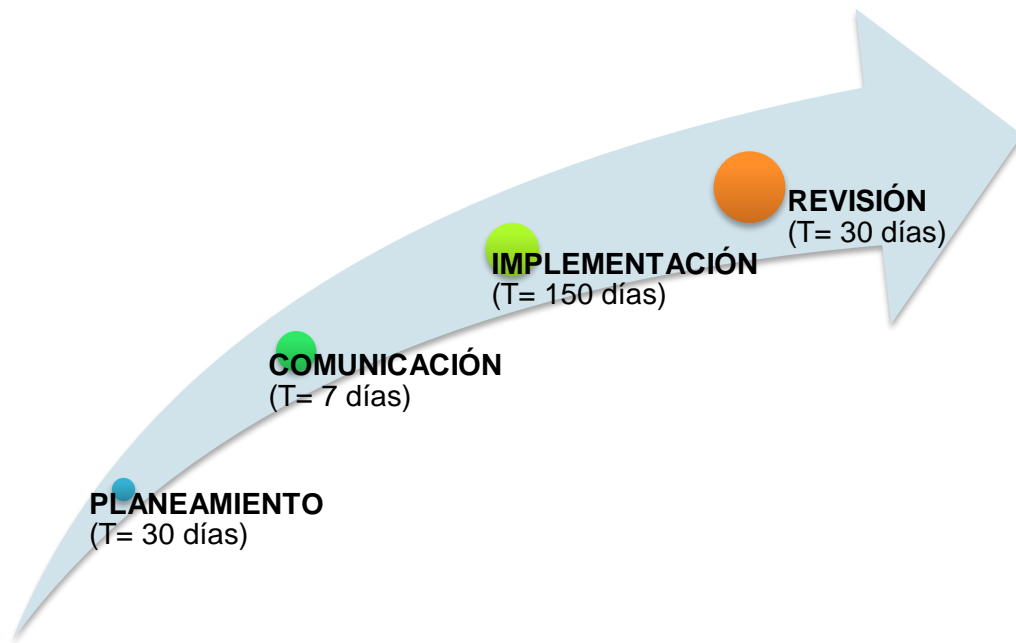 PLANEAMIENTO
(T= 30 días)
COMUNICACIÓN
(T= 7 días)
IMPLEMENTACIÓN
(T= 150 días)
REVISIÓN
(T= 30 días)